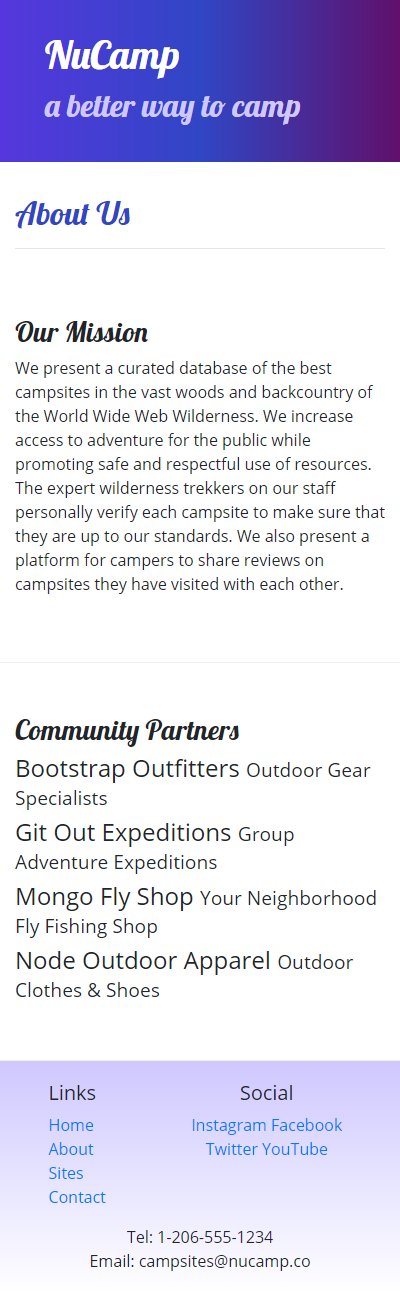 NuCamp
a better way to camp
About Us
Our Mission
We present a curated database of the best
campsites in the vast woods and backcountry of
the World Wide Web Wilderness. We increase
access to adventure for the public while
promoting safe and respectful use of resources.
The expert wilderness trekkers on our staff
personally verify each campsite to make sure that
they are up to our standards. We also present a
platform for campers to share reviews on
campsites they have visited with each other.
Community Partners
Bootstrap Outfitters Outdoor Gear
Specialists
Git Out Expeditions Group
Adventure Expeditions
Mongo Fly Shop Your Neighborhood
Fly Fishing Shop
Node Outdoor Apparel Outdoor
Clothes & Shoes
Links
Home
About
Sites
Contact
Social
Instagram Facebook
Twitter YouTube
Tel: 1-206-555-1234
Email: campsites@nucamp.co